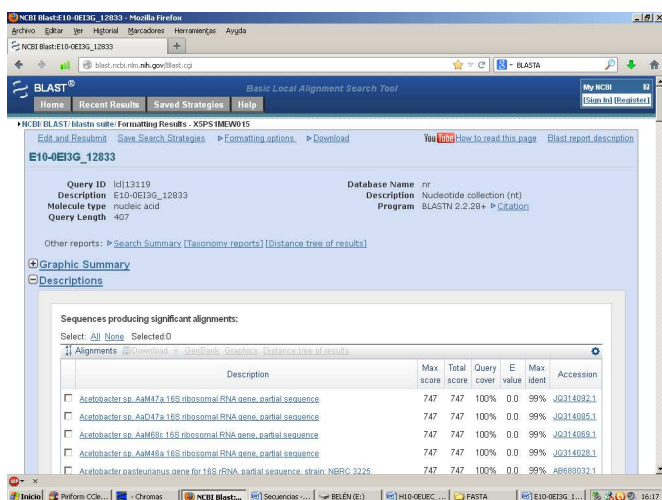 NCBI Blast:E10-0EI3G_12833 - Mozilla Firefox
Archivo Editar Ver Historial Marcadores Herramientas Ayuda
NCBI Blast:E10-0EI3G_12833 +
blast.ncbi.nlm.nih.gov/Blast.cgi BLASTA
BLAST® Basic Local Alignment Search Tool My NCBI
Home Recent Results Saved Strategies Help [Sign In] [Register]
NCBI/ BLAST/ blastn suite/ Formatting Results - X5PS1MEW015
Edit and Resubmit Save Search Strategies Formatting options Download YouTube How to read this page Blast report description
E10-0EI3G_12833
Query ID lcl|13119 Database Name nr
Description E10-0EI3G_12833 Description Nucleotide collection (nt)
Molecule type nucleic acid Program BLASTN 2.2.28+ Citation
Query Length 407
Other reports: Search Summary [Taxonomy reports] [Distance tree of results]
Graphic Summary
Descriptions
Sequences producing significant alignments:
Select: All None Selected:0
Alignments Download GenBank Graphics Distance tree of results
Description Max score Total score Query cover E value Max ident Accession
Acetobacter sp. AaM47a 16S ribosomal RNA gene, partial sequence 747 747 100% 0.0 99% JQ314092.1
Acetobacter sp. AaD47a 16S ribosomal RNA gene, partial sequence 747 747 100% 0.0 99% JQ314085.1
Acetobacter sp. AaM68c 16S ribosomal RNA gene, partial sequence 747 747 100% 0.0 99% JQ314069.1
Acetobacter sp. AaM46a 16S ribosomal RNA gene, partial sequence 747 747 100% 0.0 99% JQ314028.1
Acetobacter pasteurianus gene for 16S rRNA, partial sequence, strain: NBRC 3225 747 747 100% 0.0 99% AB680032.1
Inicio Piriform CCle... - Chromas NCBI Blast:... Secuencias -... BELÉN (E:) H10-0EUEC ... FASTA E10-0EI3G_1... 16:17